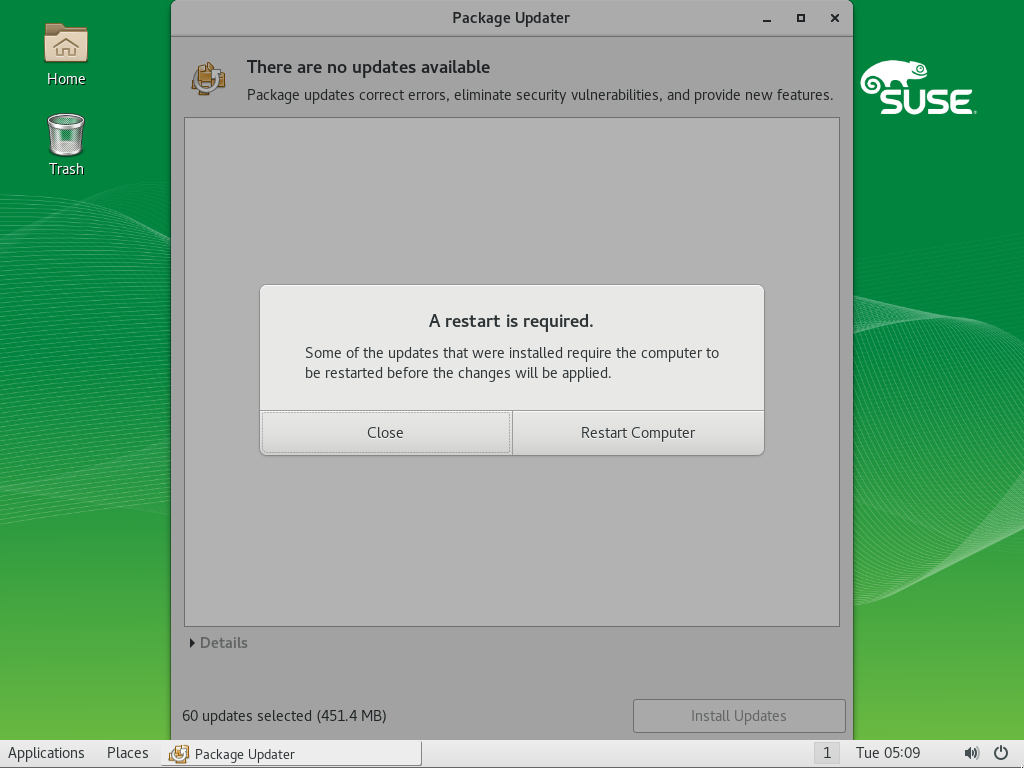 Package Updater
Home
Trash
There are no updates available
Package updates correct errors, eliminate security vulnerabilities, and provide new features.
SUSE
A restart is required.
Some of the updates that were installed require the computer to
be restarted before the changes will be applied.
Close
Restart Computer
Details
60 updates selected (451.4 MB)
Install Updates
Applications
Places
Package Updater
1
Tue 05:09